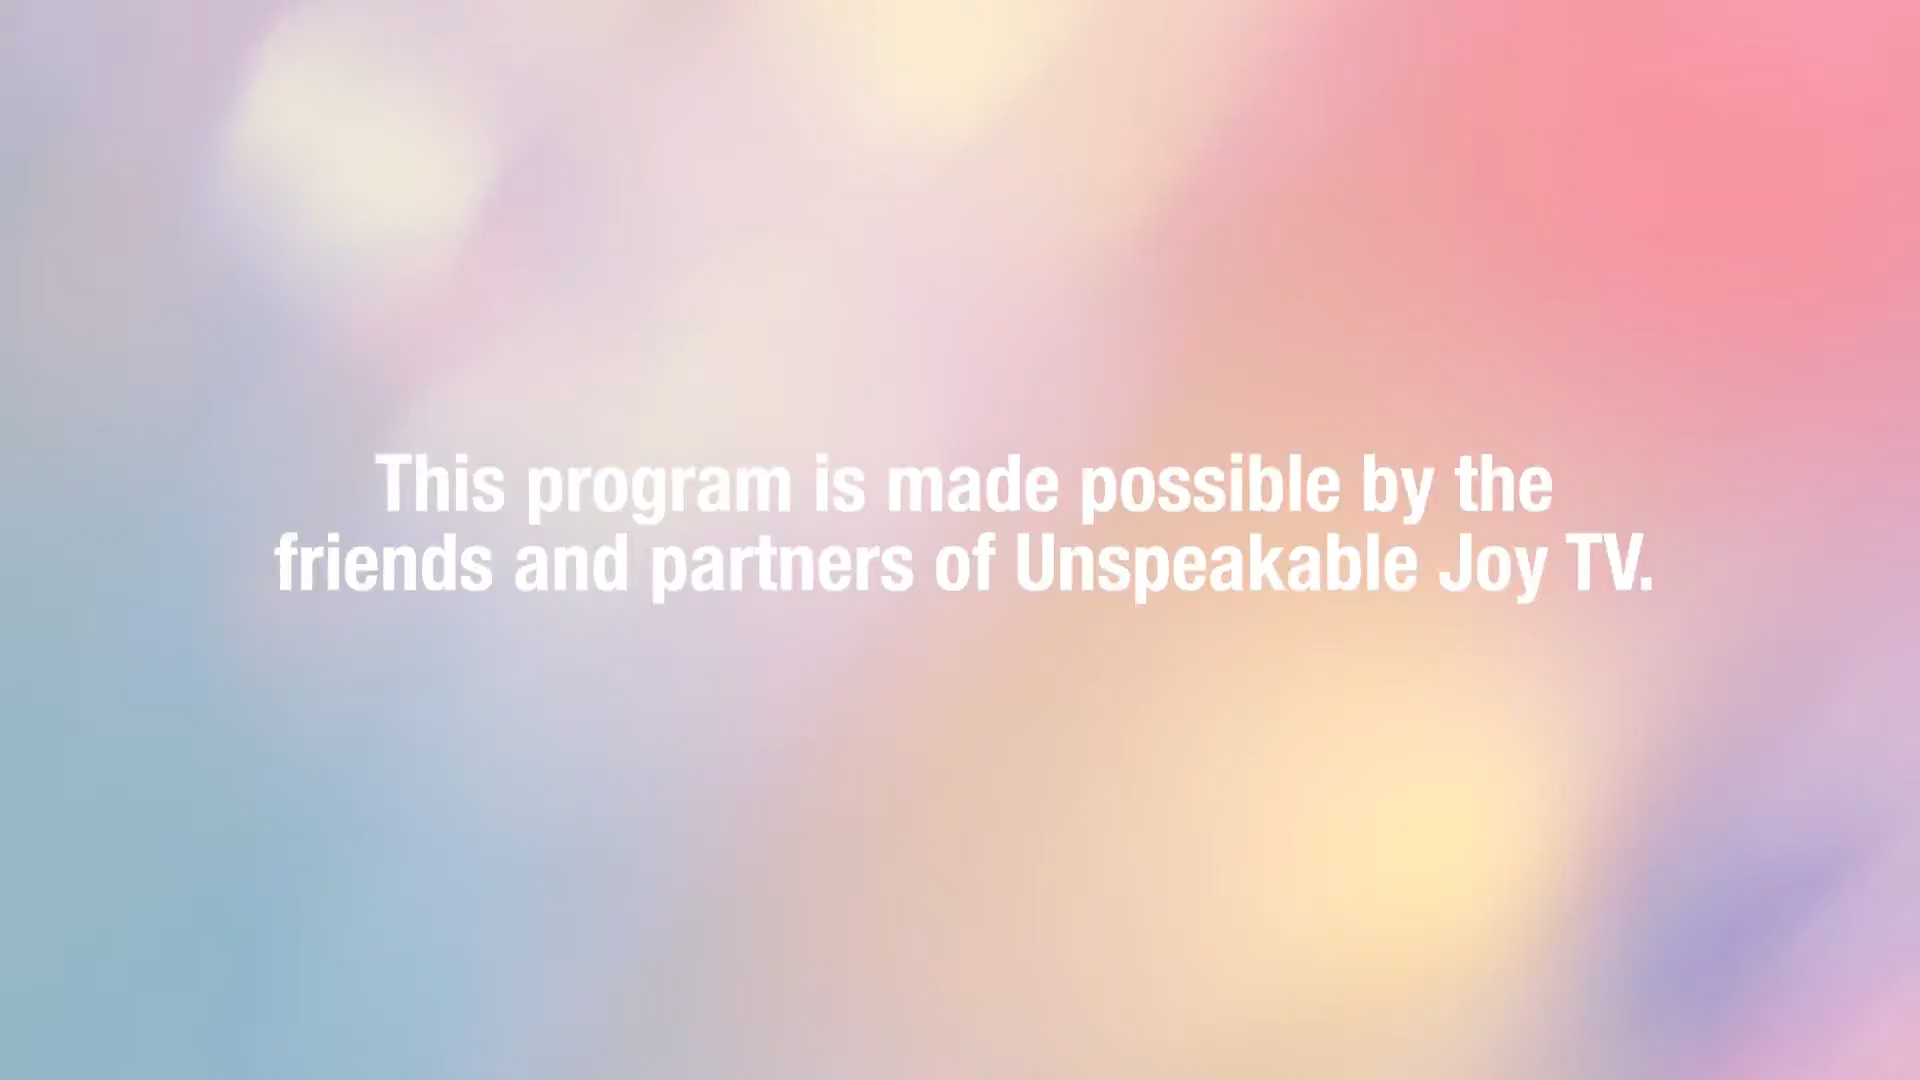 This program is made possible by the
friends and partners of Unspeakable Joy TV.